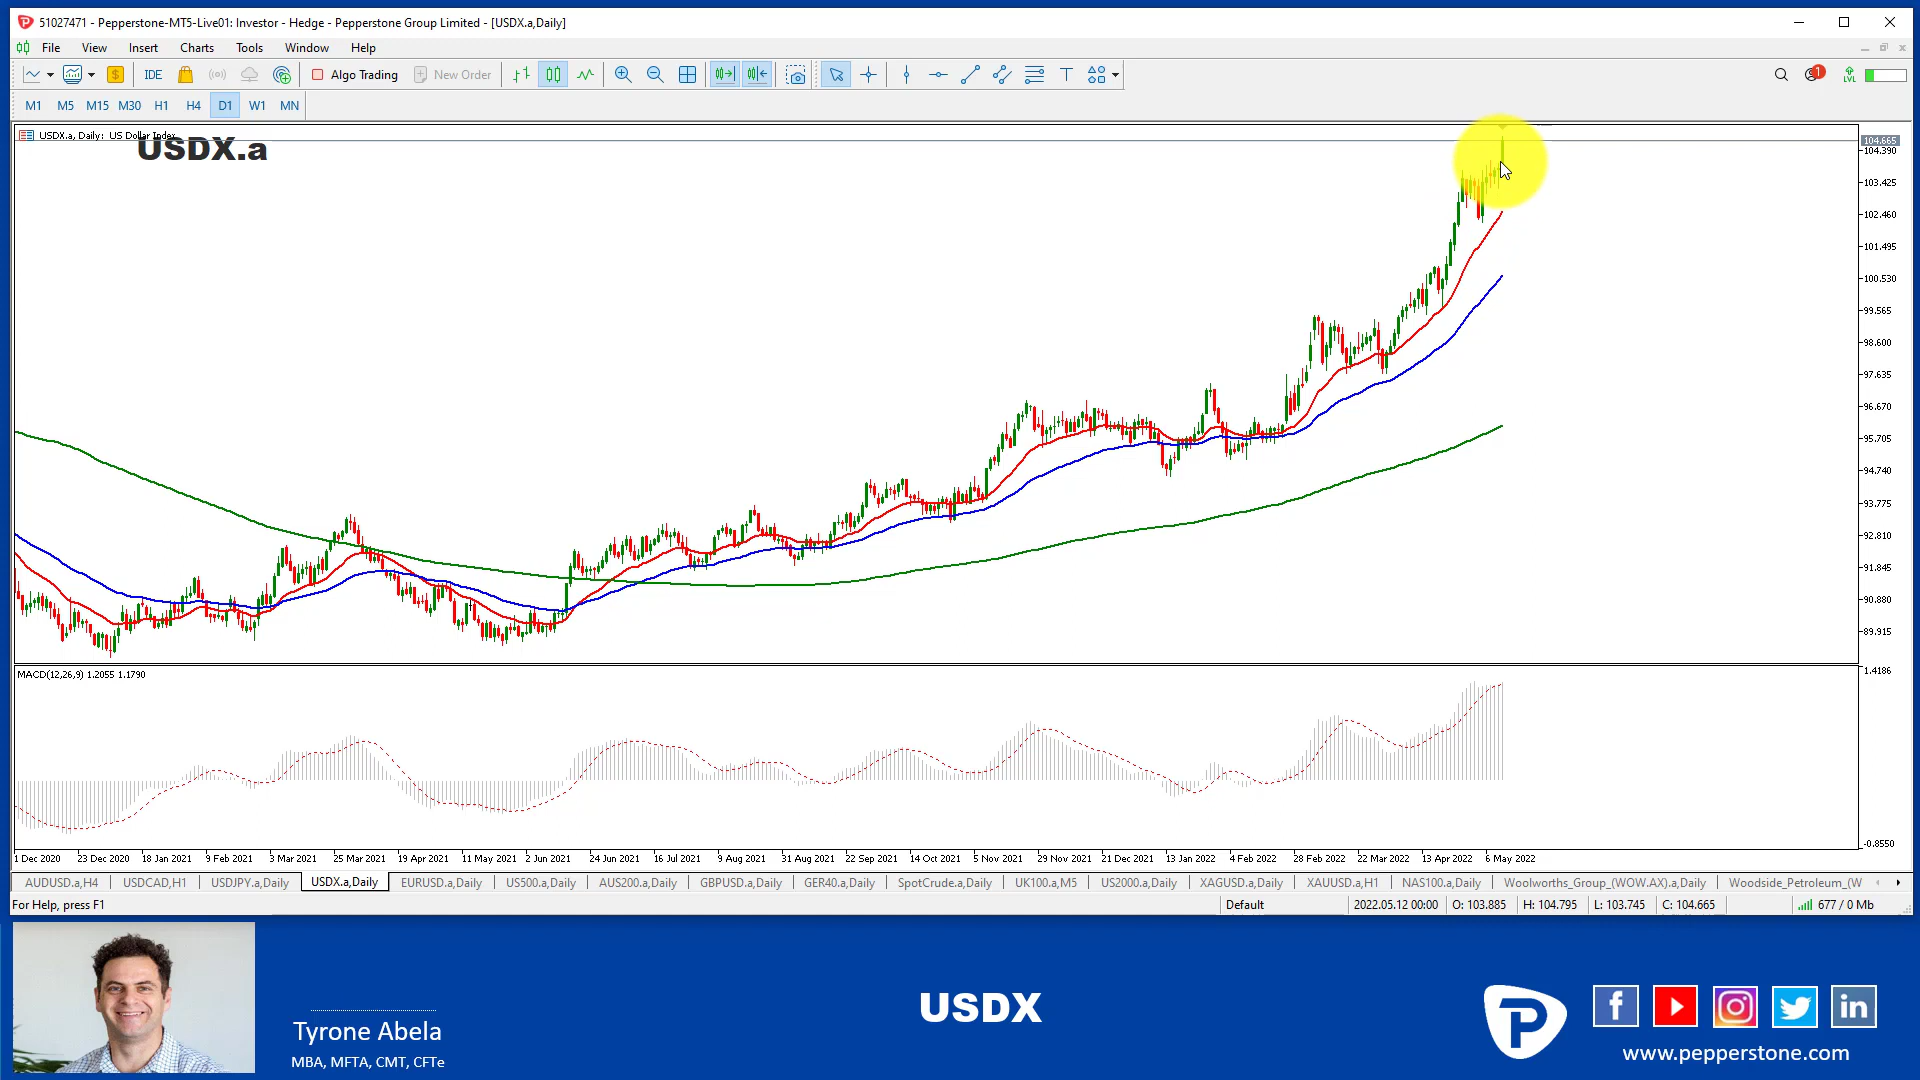 51027471 - Pepperstone-MT5-Live01: Investor - Hedge - Pepperstone Group Limited - [USDX.a,Daily]
File View Insert Charts Tools Window Help
IDE Algo Trading New Order 1 LVL
M1 M5 M15 M30 H1 H4 D1 W1 MN
USDX.a, Daily: US Dollar Index
USDX.a
104.665
104.390
103.425
102.460
101.495
100.530
99.565
98.600
97.635
96.670
95.705
94.740
93.775
92.810
91.845
90.880
89.915
MACD(12,26,9) 1.2055 1.1790
1.4186
-0.8550
1 Dec 2020 23 Dec 2020 18 Jan 2021 9 Feb 2021 3 Mar 2021 25 Mar 2021 19 Apr 2021 11 May 2021 2 Jun 2021 24 Jun 2021 16 Jul 2021 9 Aug 2021 31 Aug 2021 22 Sep 2021 14 Oct 2021 5 Nov 2021 29 Nov 2021 21 Dec 2021 13 Jan 2022 4 Feb 2022 28 Feb 2022 22 Mar 2022 13 Apr 2022 6 May 2022
AUDUSD.a,H4 USDCAD,H1 USDJPY.a,Daily USDX.a,Daily EURUSD.a,Daily US500.a,Daily AUS200.a,Daily GBPUSD.a,Daily GER40.a,Daily SpotCrude.a,Daily UK100.a,M5 US2000.a,Daily XAGUSD.a,Daily XAUUSD.a,H1 NAS100.a,Daily Woolworths_Group_(WOW.AX).a,Daily Woodside_Petroleum_(W
For Help, press F1 Default 2022.05.12 00:00 O: 103.885 H: 104.795 L: 103.745 C: 104.665 677 / 0 Mb
Tyrone Abela
MBA, MFTA, CMT, CFTe
USDX
www.pepperstone.com